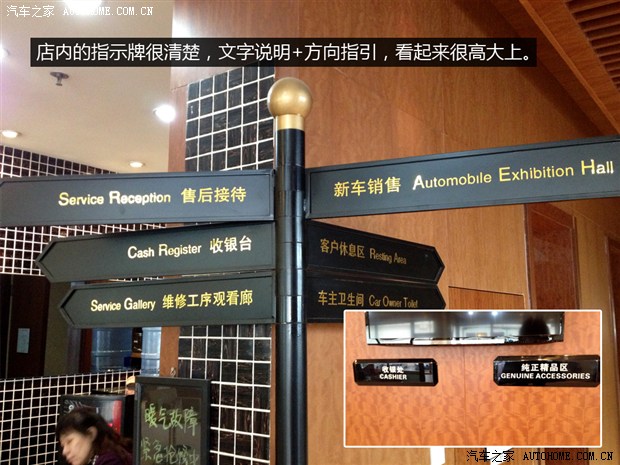 汽车之家 AUTOHOME.COM.CN
店内的指示牌很清楚，文字说明+方向指引，看起来很高大上。
Service Reception 售后接待
新车销售 Automobile Exhibition Hall
Cash Register 收银台
客户休息区 Resting Area
Service Gallery 维修工序观看廊
车主卫生间 Car Owner Toilet
收银处
CASHIER
纯正精品区
GENUINE ACCESSORIES
暖气故障
汽车之家 AUTOHOME.COM.CN